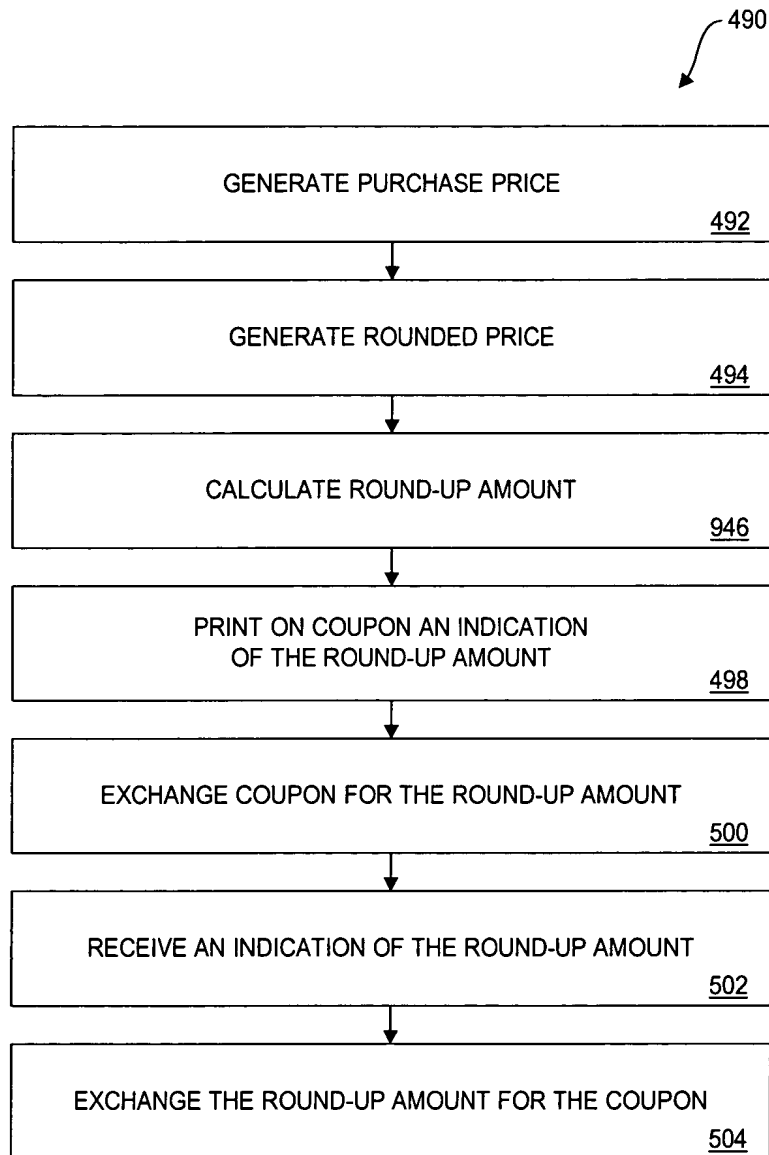 490
GENERATE PURCHASE PRICE
492
GENERATE ROUNDED PRICE
494
CALCULATE ROUND-UP AMOUNT
946
PRINT ON COUPON AN INDICATION
OF THE ROUND-UP AMOUNT
498
EXCHANGE COUPON FOR THE ROUND-UP AMOUNT
500
RECEIVE AN INDICATION OF THE ROUND-UP AMOUNT
502
EXCHANGE THE ROUND-UP AMOUNT FOR THE COUPON
504